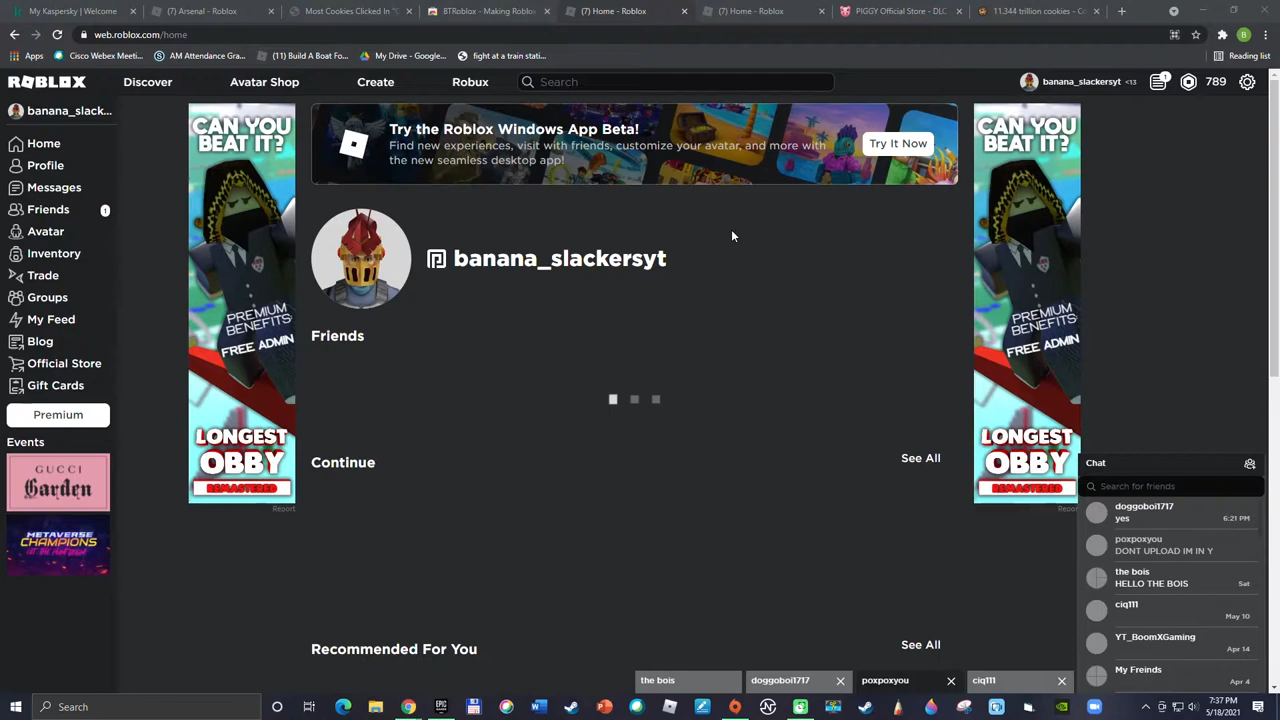 My Kaspersky | Welcome
(7) Arsenal - Roblox
Most Cookies Clicked In "C
BTRoblox - Making Roblox
(7) Home - Roblox
(7) Home - Roblox
PIGGY Official Store - DLC
11.344 trillion cookies - Co
web.roblox.com/home
B
Apps
Cisco Webex Meet...
AM Attendance Gra...
My Drive - Google...
(11) Build A Boat Fo...
fight at a train stati...
Reading list
ROBLOX
Discover
Avatar Shop
Create
Robux
Search
banana_slackersyt <13
1
789
banana_slack...
Home
Profile
Messages
Friends
1
Avatar
Inventory
Trade
Groups
My Feed
Blog
Official Store
Gift Cards
Premium
Events
GUCCI
Garden
METAVERSE
CHAMPIONS
CAN YOU
BEAT IT?
PREMIUM
BENEFITS
FREE ADMIN
LONGEST
OBBY
REMASTERED
Report
Try the Roblox Windows App Beta!
Find new experiences, visit with friends, customize your avatar, and more with
the new seamless desktop app!
Try It Now
banana_slackersyt
Friends
Continue
See All
Recommended For You
See All
CAN YOU
BEAT IT?
PREMIUM
BENEFITS
FREE ADMIN
LONGEST
OBBY
REMASTERED
Repor
Chat
Search for friends
doggoboi1717
yes
6:21 PM
poxpoxyou
DONT UPLOAD IM IN Y
the bois
HELLO THE BOIS
Sat
ciq111
May 10
YT_BoomXGaming
Apr 14
My Freinds
Apr 4
the bois
doggoboi1717
poxpoxyou
ciq111
Search
EPIC
7:37 PM
5/18/2021